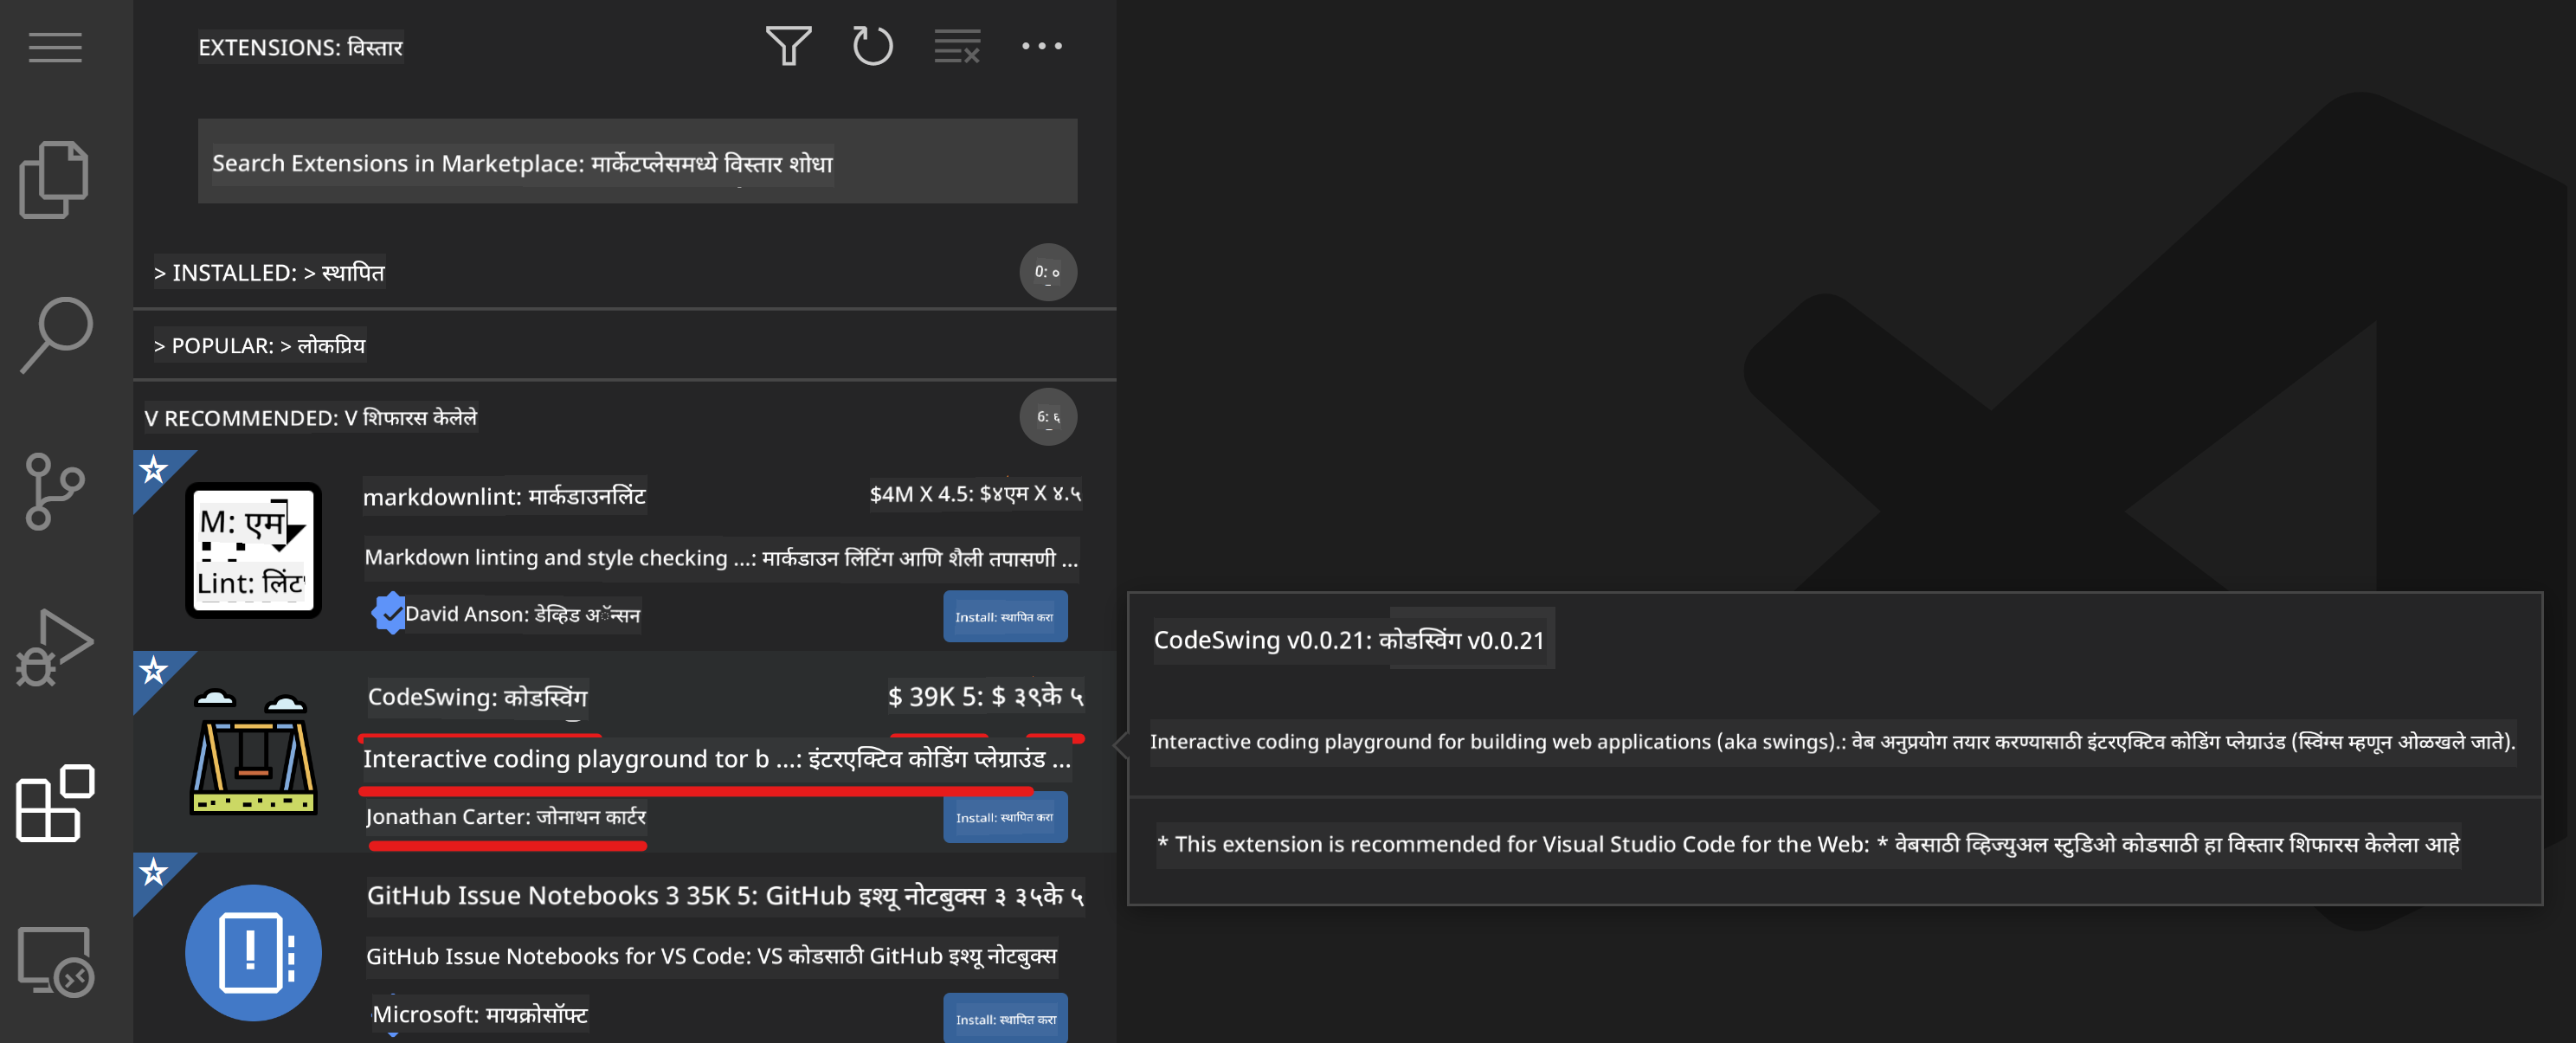 EXTENSIONS: विस्तार
Search Extensions in Marketplace: मार्केटप्लेसमध्ये विस्तार शोधा
> INSTALLED: > स्थापित
0: ०
> POPULAR: > लोकप्रिय
V RECOMMENDED: V शिफारस केलेले
6: ६
M: एम
Lint: लिंट
markdownlint: मार्कडाउनलिंट
$4M X 4.5: $४एम X ४.५
Markdown linting and style checking ...: मार्कडाउन लिंटिंग आणि शैली तपासणी ...
David Anson: डेव्हिड अॅन्सन
Install: स्थापित करा
CodeSwing: कोडस्विंग
$ 39K 5: $ ३९के ५
Interactive coding playground tor b ...: इंटरएक्टिव कोडिंग प्लेग्राउंड ...
Jonathan Carter: जोनाथन कार्टर
Install: स्थापित करा
GitHub Issue Notebooks 3 35K 5: GitHub इश्यू नोटबुक्स ३ ३५के ५
GitHub Issue Notebooks for VS Code: VS कोडसाठी GitHub इश्यू नोटबुक्स
Microsoft: मायक्रोसॉफ्ट
Install: स्थापित करा
CodeSwing v0.0.21: कोडस्विंग v0.0.21
Interactive coding playground for building web applications (aka swings).: वेब अनुप्रयोग तयार करण्यासाठी इंटरएक्टिव कोडिंग प्लेग्राउंड (स्विंग्स म्हणून ओळखले जाते).
* This extension is recommended for Visual Studio Code for the Web: * वेबसाठी व्हिज्युअल स्टुडिओ कोडसाठी हा विस्तार शिफारस केलेला आहे